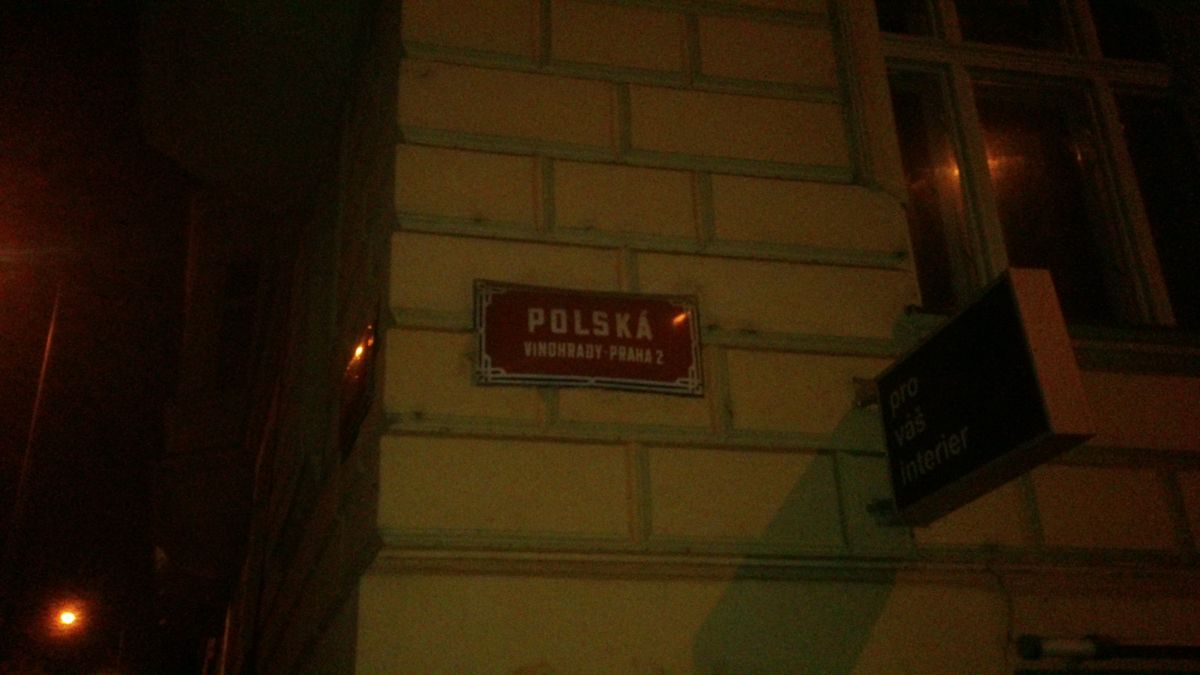 POLSKÁ
VINOHRADY-PRAHA 2
pro
váš
interier